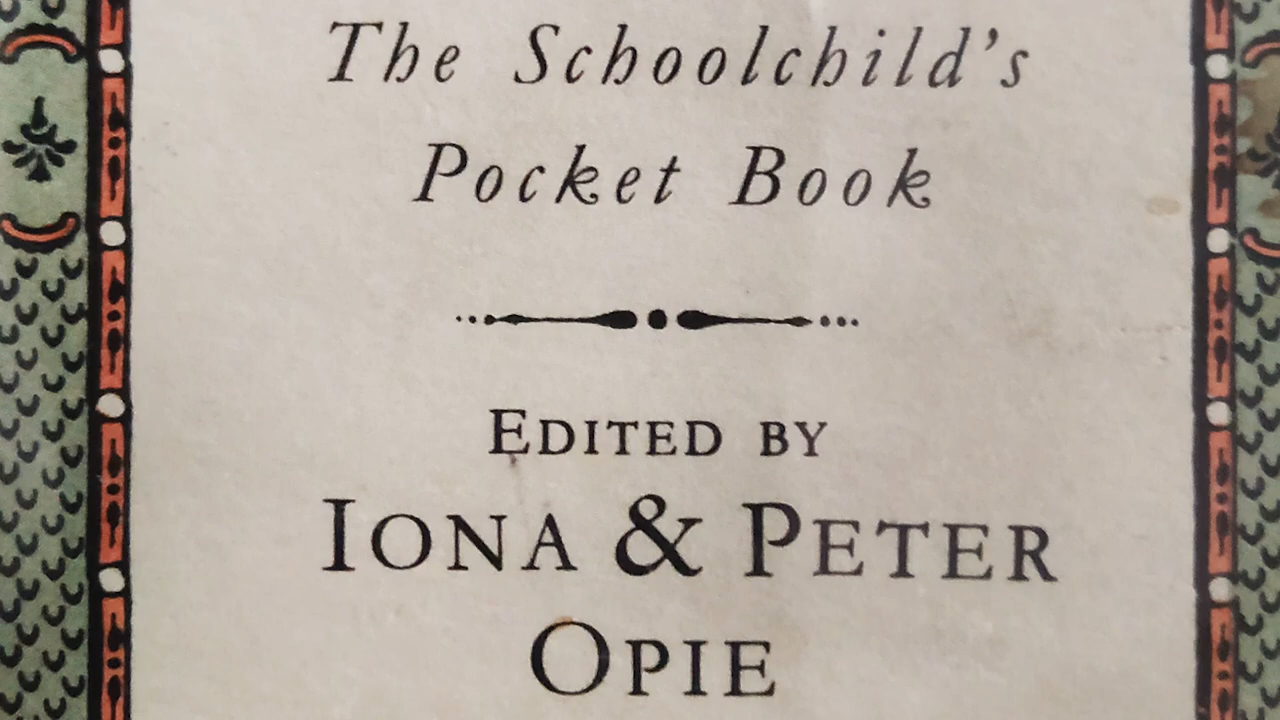 The Schoolchild's
Pocket Book
EDITED BY
IONA & PETER
OPIE